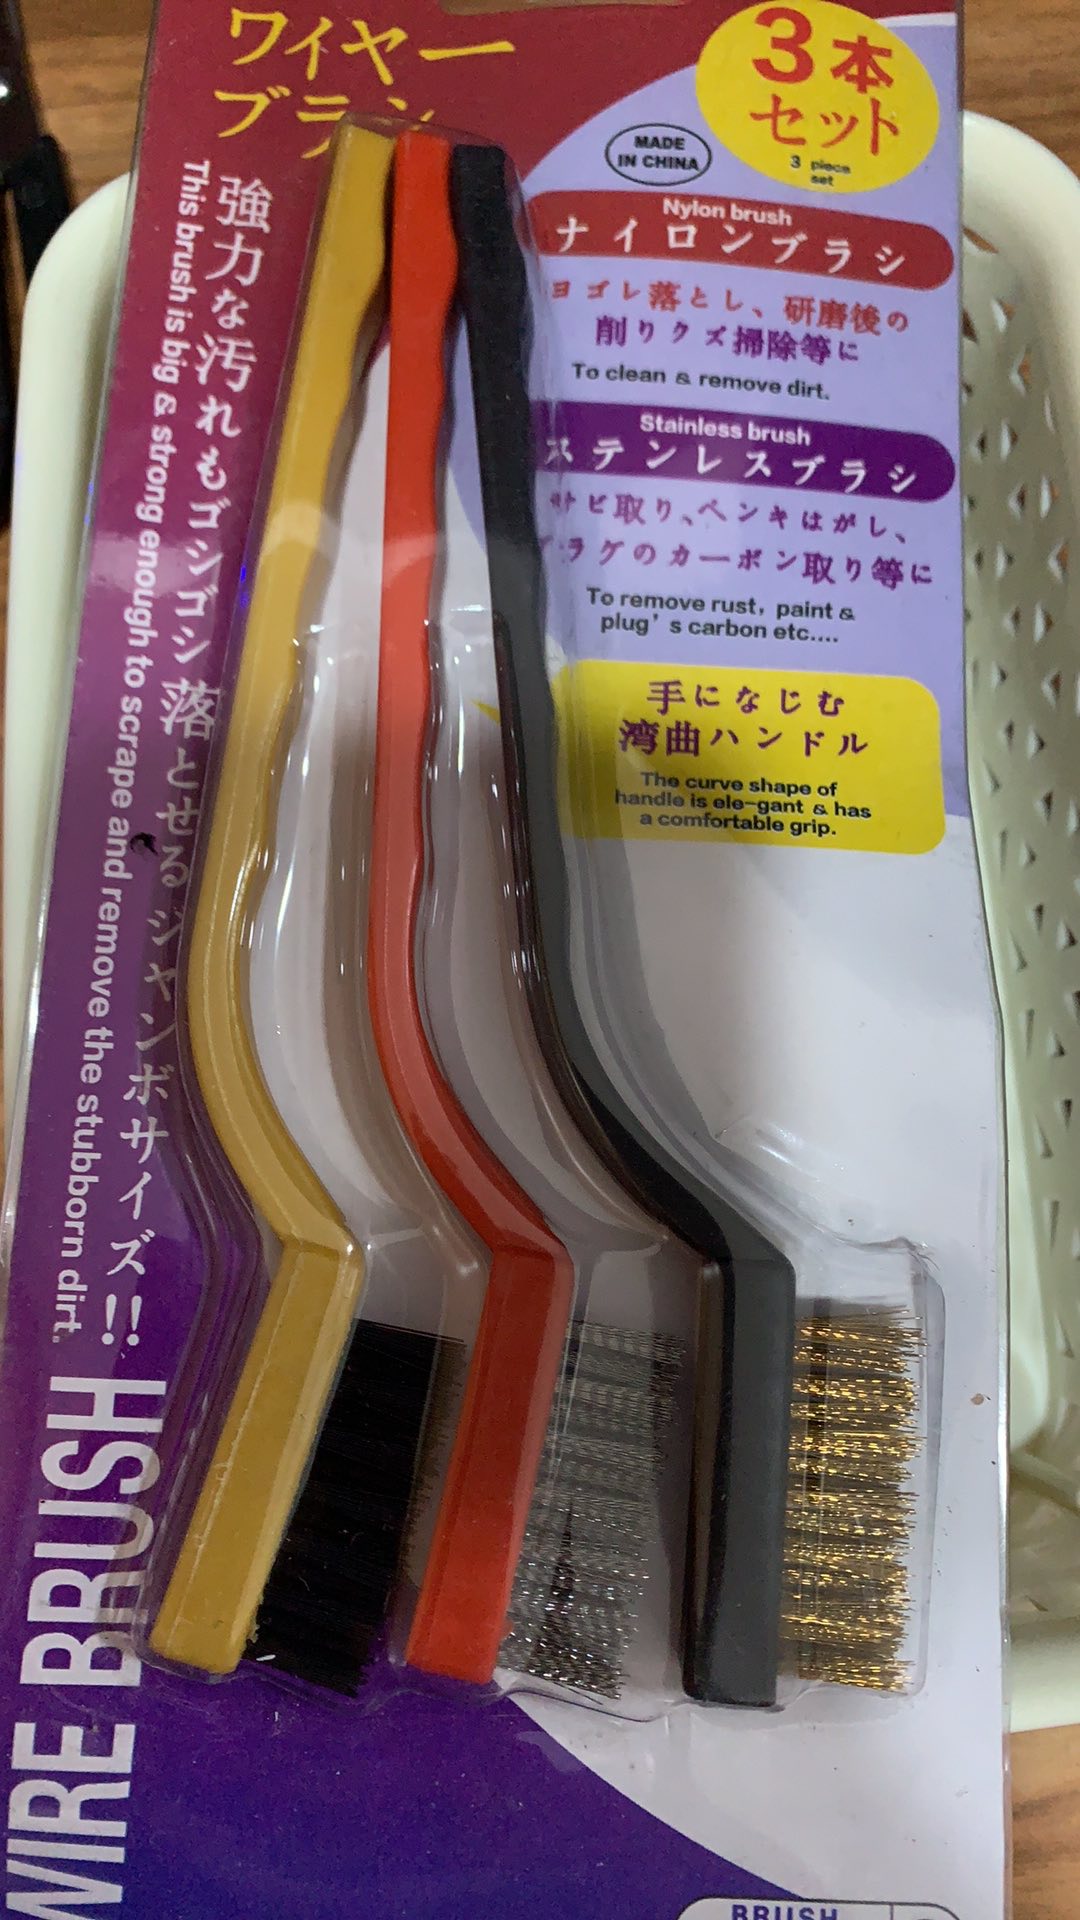 ワイヤー
ブラシ
3本
セット
3 piece
set
MADE
IN CHINA
Nylon brush
ナイロンブラシ
ヨゴレ落とし、研磨後の
削りクズ掃除等に
To clean & remove dirt.
Stainless brush
ステンレスブラシ
サビ取り、ペンキはがし、
プラグのカーボン取り等に
To remove rust, paint &
plug's carbon etc....
手になじむ
湾曲ハンドル
The curve shape of
handle is ele-gant & has
a comfortable grip.
強力な汚れもゴシゴシ落とせるジャンボサイズ!!
This brush is big & strong enough to scrape and remove the stubborn dirt.
WIRE BRUSH
BRUSH